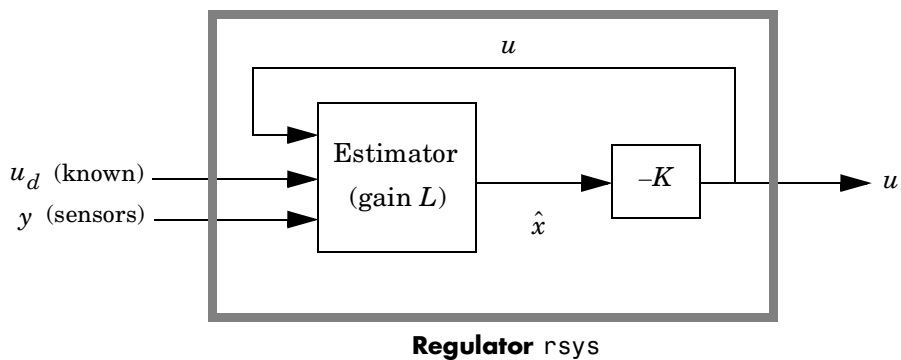 u
Estimator
(gain L)
–K
u_d (known)
y (sensors)
x̂
u
Regulator rsys